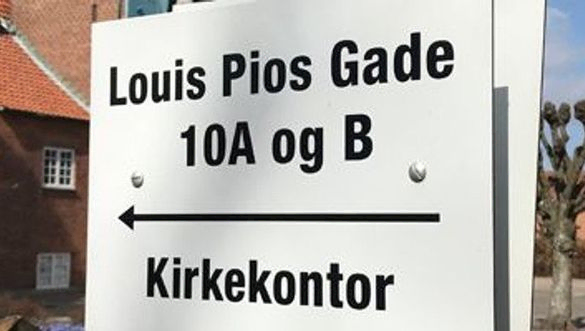 Louis Pios Gade
10A og B
Kirkekontor